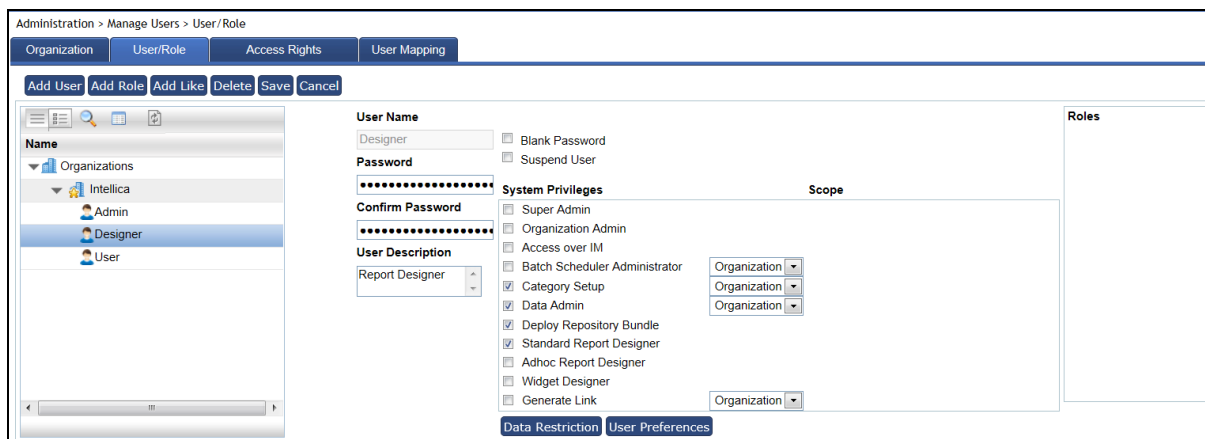 Administration > Manage Users > User/Role
Organization
User/Role
Access Rights
User Mapping
Add User
Add Role
Add Like
Delete
Save
Cancel
Name
Organizations
Intellica
Admin
Designer
User
User Name
Designer
Blank Password
Password
Suspend User
Confirm Password
User Description
Report Designer
System Privileges
Scope
Super Admin
Organization Admin
Access over IM
Batch Scheduler Administrator
Organization
Category Setup
Organization
Data Admin
Organization
Deploy Repository Bundle
Standard Report Designer
Adhoc Report Designer
Widget Designer
Generate Link
Organization
Data Restriction
User Preferences
Roles